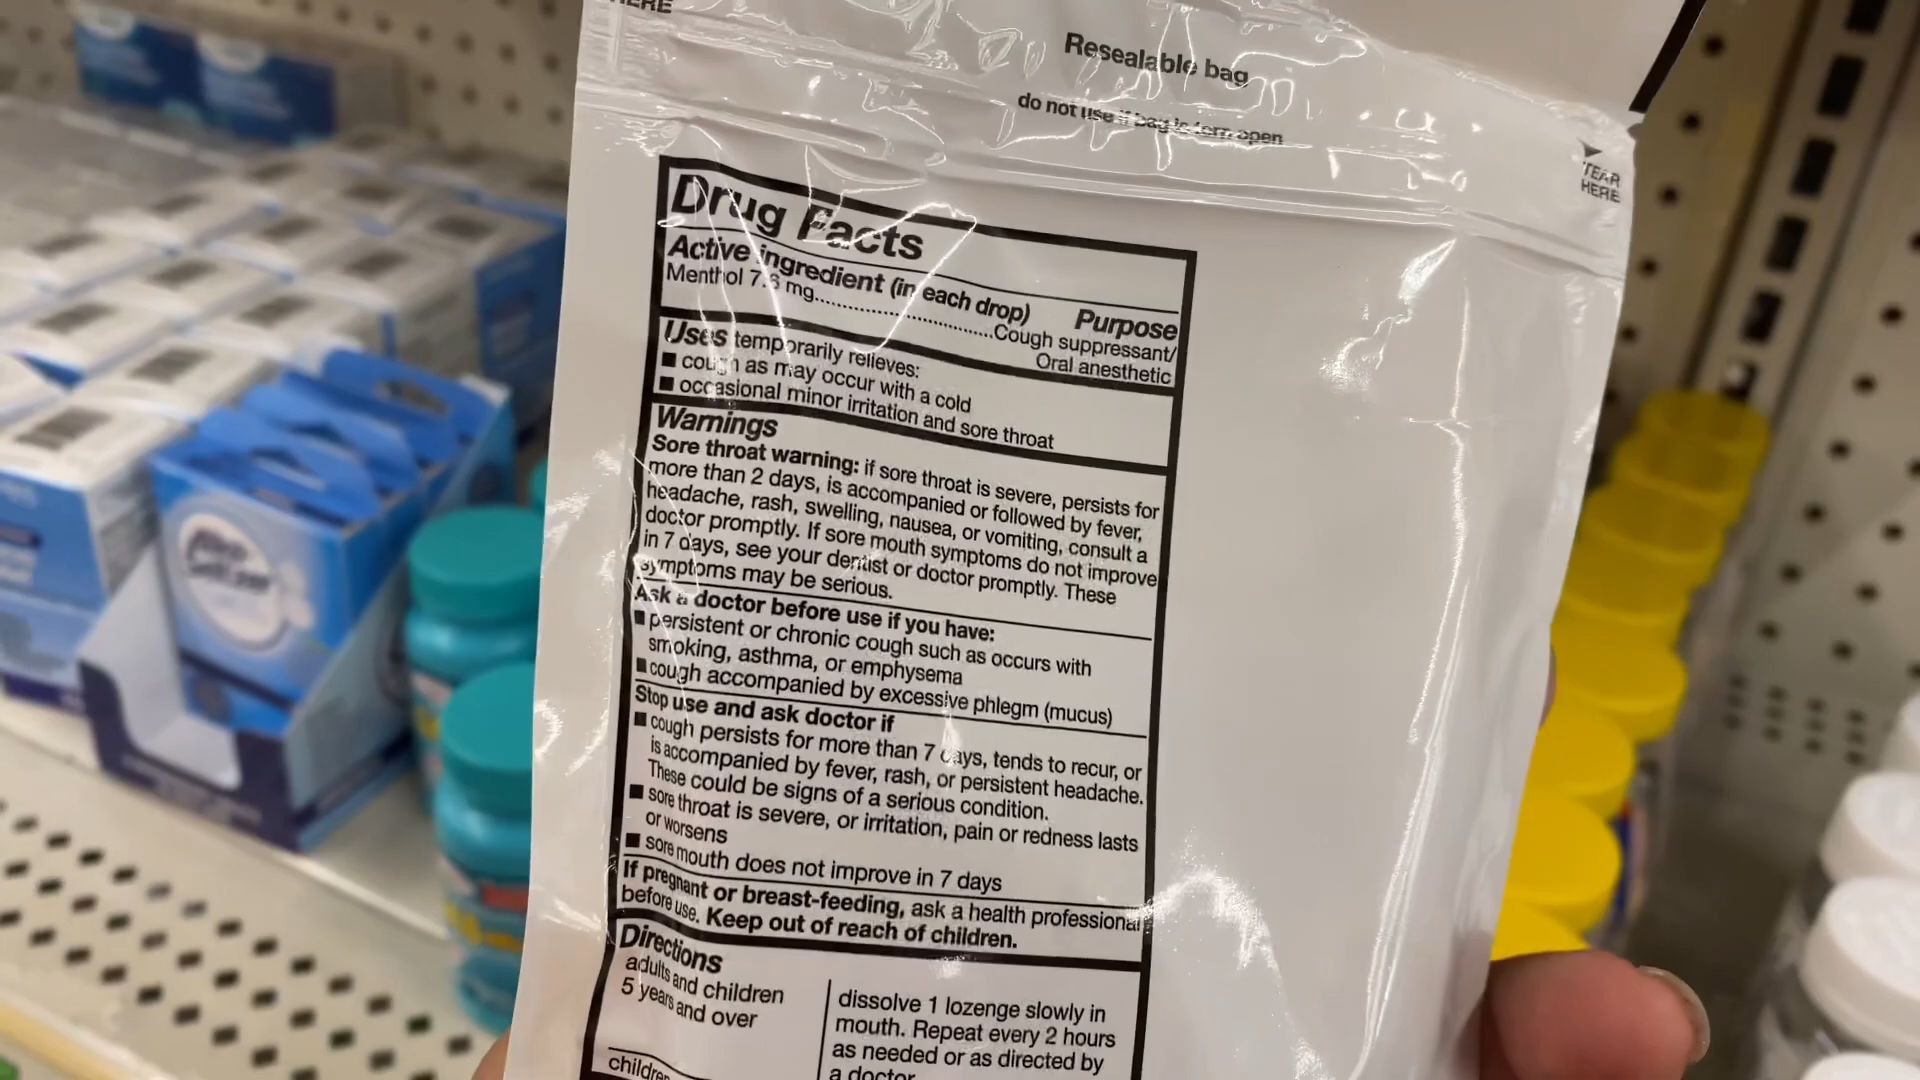 HERE
Resealable bag
do not use if bag is torn open
TEAR
HERE
Drug Facts
Active ingredient (in each drop) Purpose
Menthol 7.6 mg..............................Cough suppressant/
Oral anesthetic
Uses temporarily relieves:
■ cough as may occur with a cold
■ occasional minor irritation and sore throat
Warnings
Sore throat warning: if sore throat is severe, persists for
more than 2 days, is accompanied or followed by fever,
headache, rash, swelling, nausea, or vomiting, consult a
doctor promptly. If sore mouth symptoms do not improve
in 7 days, see your dentist or doctor promptly. These
symptoms may be serious.
Ask a doctor before use if you have:
■ persistent or chronic cough such as occurs with
smoking, asthma, or emphysema
■ cough accompanied by excessive phlegm (mucus)
Stop use and ask doctor if
■ cough persists for more than 7 days, tends to recur, or
is accompanied by fever, rash, or persistent headache.
These could be signs of a serious condition.
■ sore throat is severe, or irritation, pain or redness lasts
or worsens
■ sore mouth does not improve in 7 days
If pregnant or breast-feeding, ask a health professional
before use. Keep out of reach of children.
Directions
adults and children
5 years and over
dissolve 1 lozenge slowly in
mouth. Repeat every 2 hours
as needed or as directed by
a doctor
children